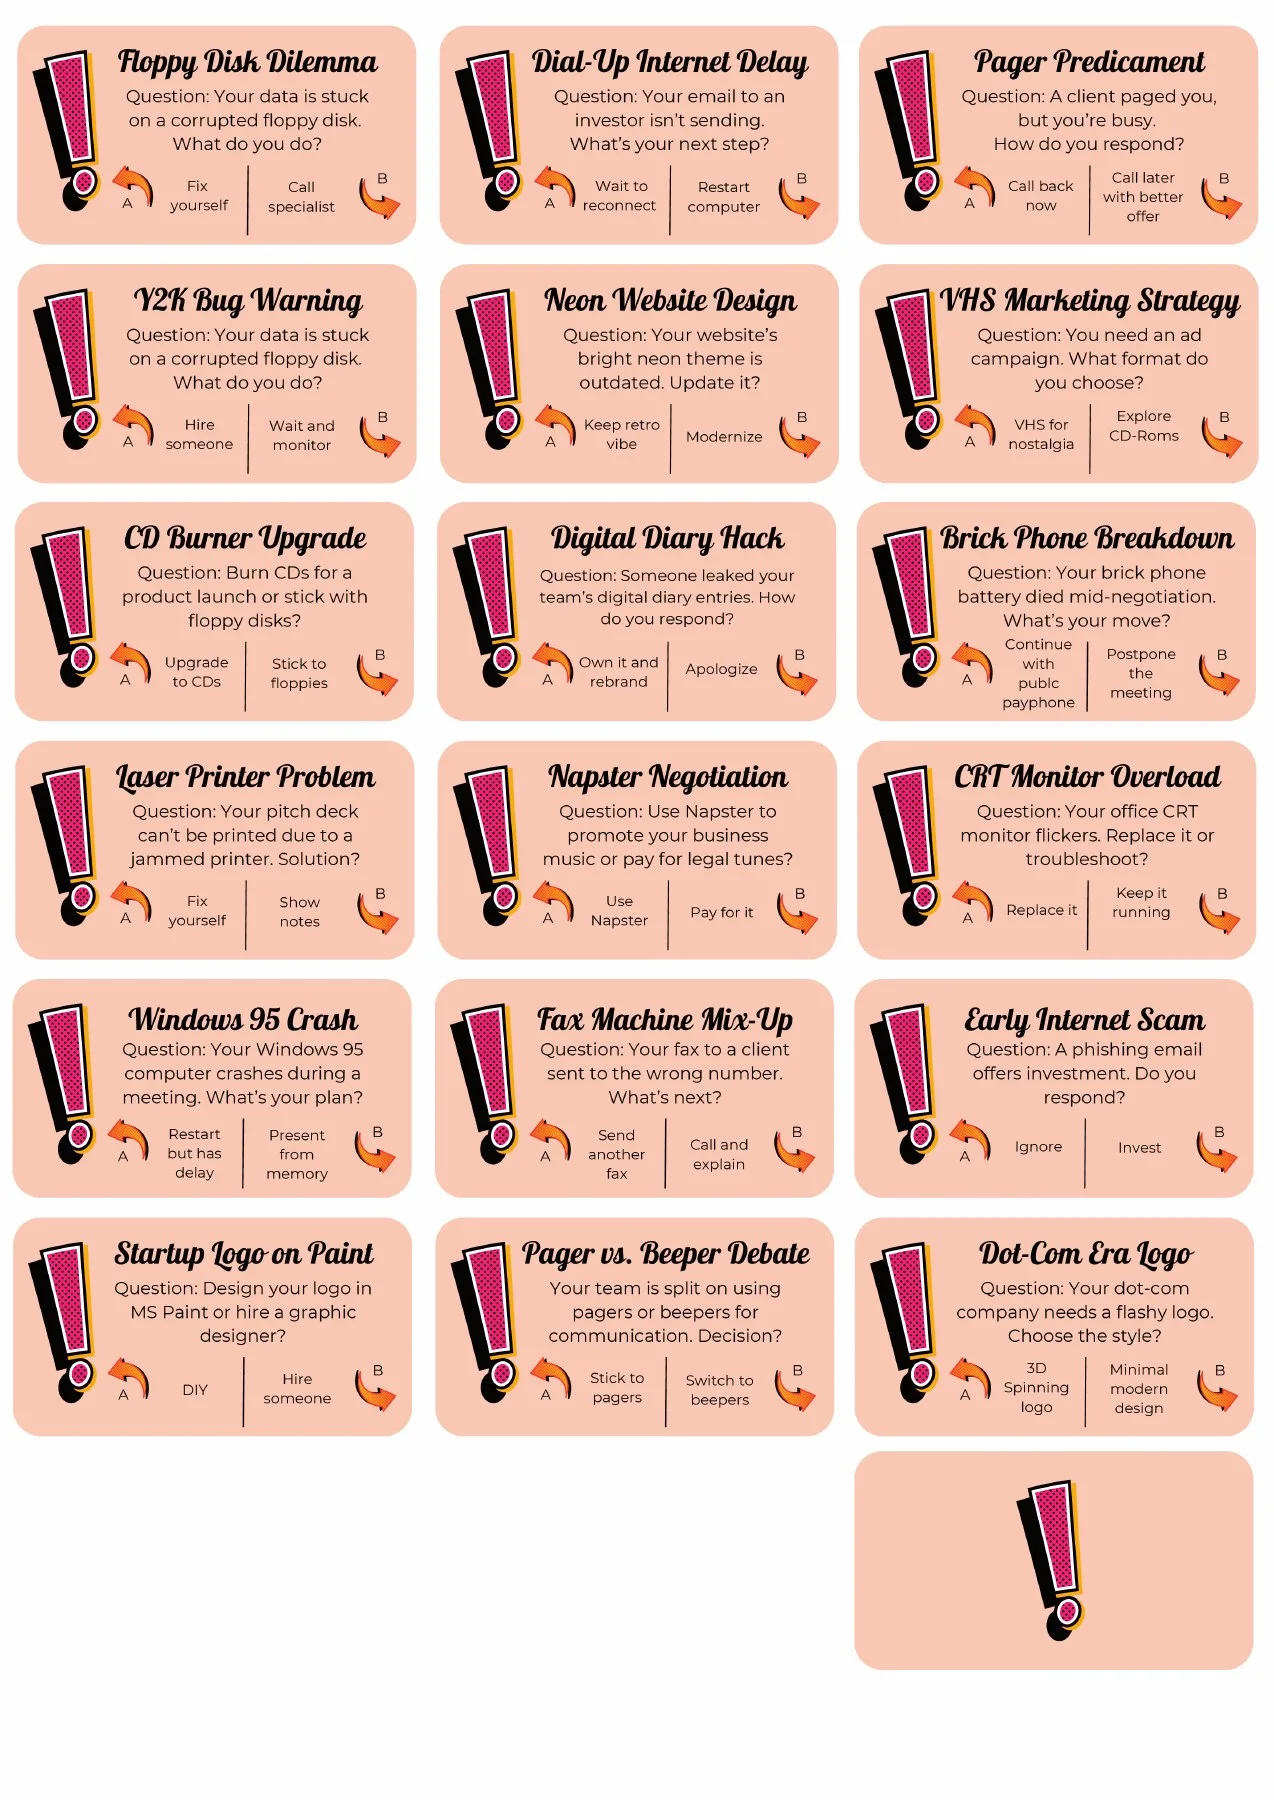 Floppy Disk Dilemma
Question: Your data is stuck
on a corrupted floppy disk.
What do you do?
A
Fix
yourself
Call
specialist
B
Dial-Up Internet Delay
Question: Your email to an
investor isn't sending.
What's your next step?
A
Wait to
reconnect
Restart
computer
B
Pager Predicament
Question: A client paged you,
but you're busy.
How do you respond?
A
Call back
now
Call later
with better
offer
B
Y2K Bug Warning
Question: Your data is stuck
on a corrupted floppy disk.
What do you do?
A
Hire
someone
Wait and
monitor
B
Neon Website Design
Question: Your website's
bright neon theme is
outdated. Update it?
A
Keep retro
vibe
Modernize
B
VHS Marketing Strategy
Question: You need an ad
campaign. What format do
you choose?
A
VHS for
nostalgia
Explore
CD-Roms
B
CD Burner Upgrade
Question: Burn CDs for a
product launch or stick with
floppy disks?
A
Upgrade
to CDs
Stick to
floppies
B
Digital Diary Hack
Question: Someone leaked your
team's digital diary entries. How
do you respond?
A
Own it and
rebrand
Apologize
B
Brick Phone Breakdown
Question: Your brick phone
battery died mid-negotiation.
What's your move?
A
Continue
with
publc
payphone
Postpone
the
meeting
B
Laser Printer Problem
Question: Your pitch deck
can't be printed due to a
jammed printer. Solution?
A
Fix
yourself
Show
notes
B
Napster Negotiation
Question: Use Napster to
promote your business
music or pay for legal tunes?
A
Use
Napster
Pay for it
B
CRT Monitor Overload
Question: Your office CRT
monitor flickers. Replace it or
troubleshoot?
A
Replace it
Keep it
running
B
Windows 95 Crash
Question: Your Windows 95
computer crashes during a
meeting. What's your plan?
A
Restart
but has
delay
Present
from
memory
B
Fax Machine Mix-Up
Question: Your fax to a client
sent to the wrong number.
What's next?
A
Send
another
fax
Call and
explain
B
Early Internet Scam
Question: A phishing email
offers investment. Do you
respond?
A
Ignore
Invest
B
Startup Logo on Paint
Question: Design your logo in
MS Paint or hire a graphic
designer?
A
DIY
Hire
someone
B
Pager vs. Beeper Debate
Your team is split on using
pagers or beepers for
communication. Decision?
A
Stick to
pagers
Switch to
beepers
B
Dot-Com Era Logo
Question: Your dot-com
company needs a flashy logo.
Choose the style?
A
3D
Spinning
logo
Minimal
modern
design
B